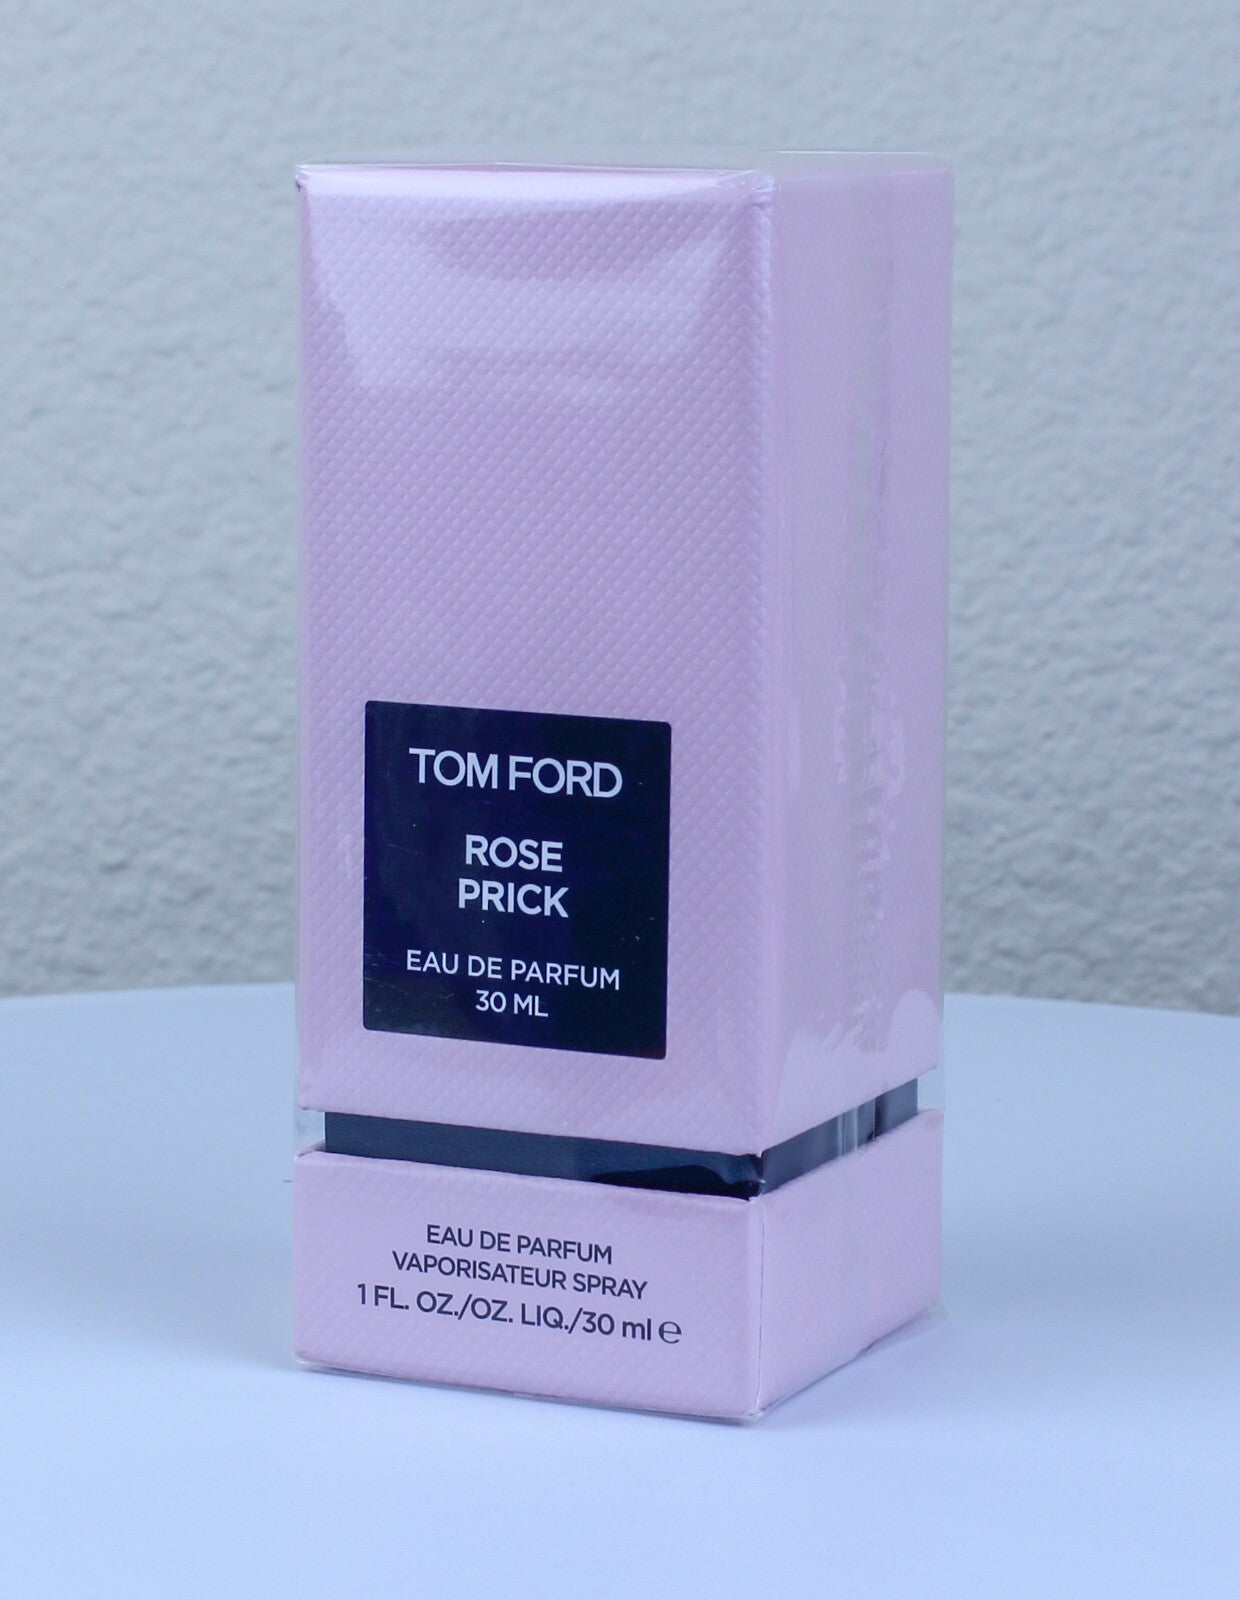 TOM FORD
ROSE
PRICK
EAU DE PARFUM
30 ML
EAU DE PARFUM
VAPORISATEUR SPRAY
1 FL. OZ./OZ. LIQ./30 ml ℮